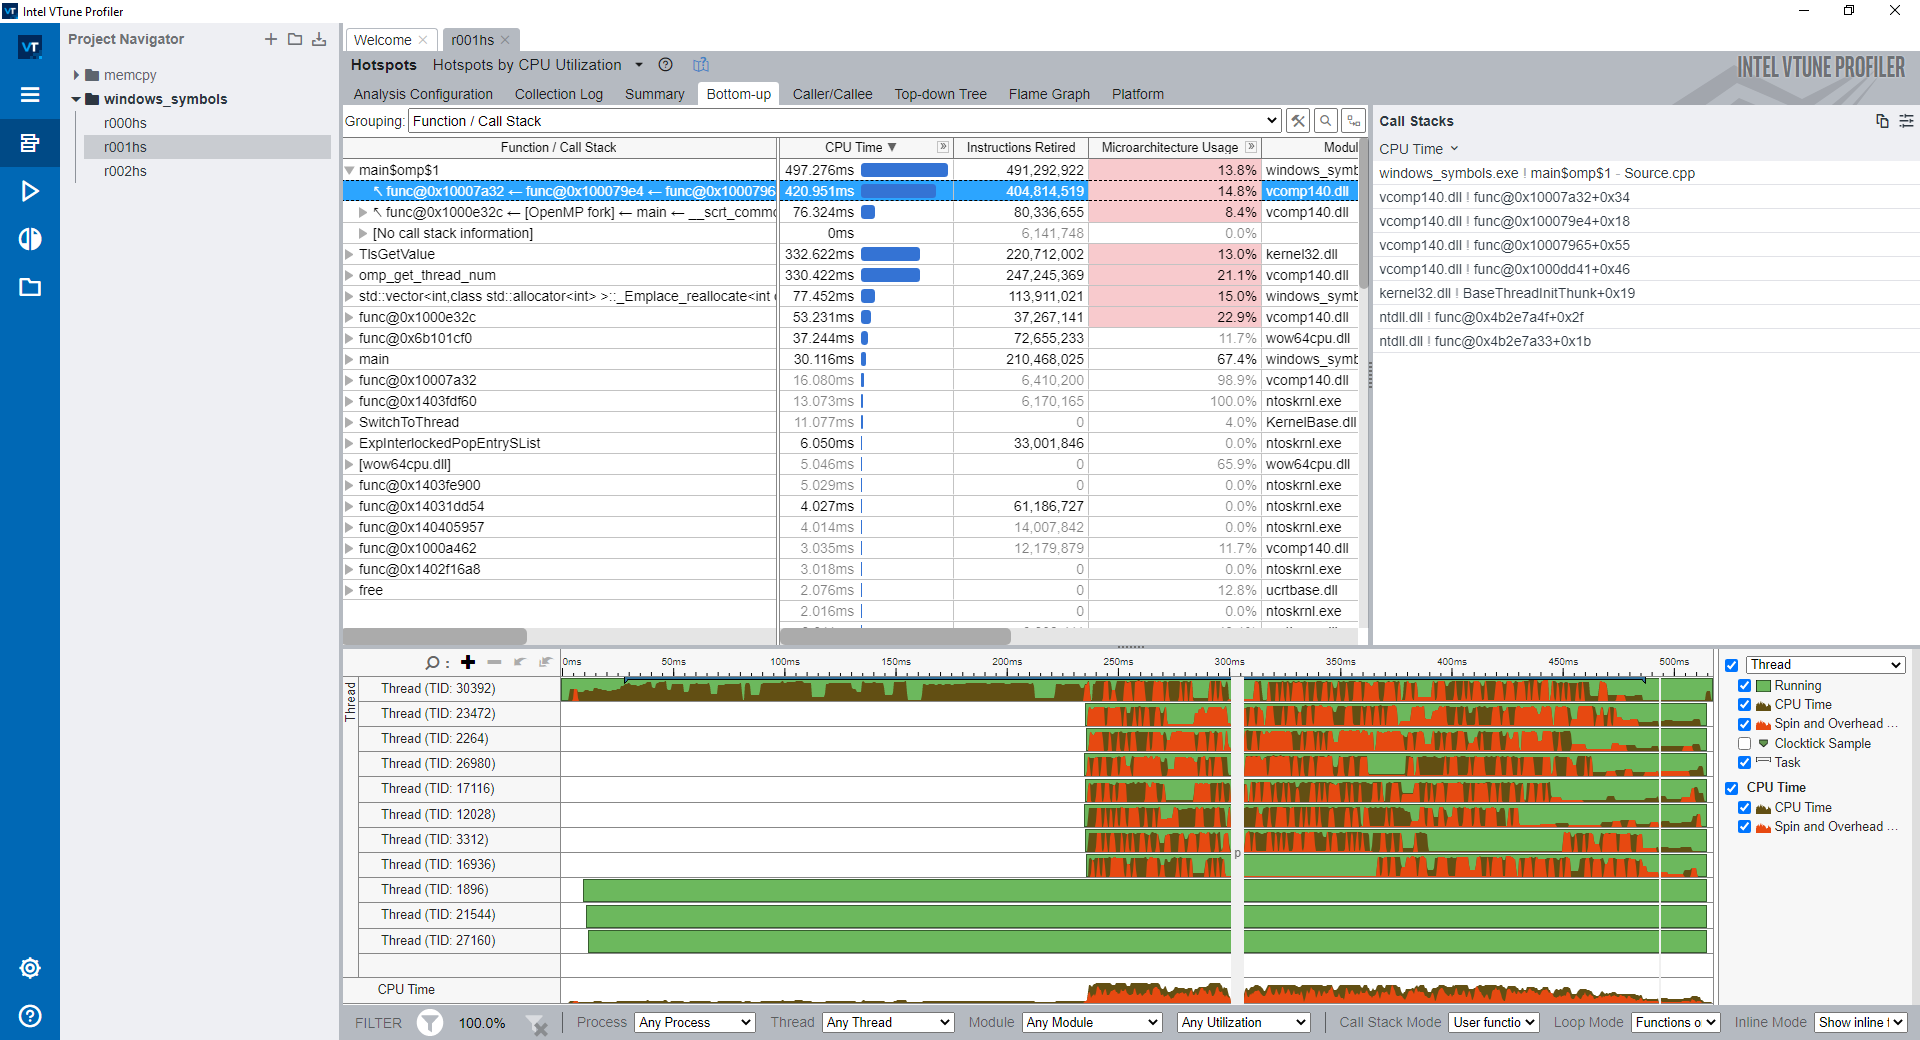 Intel VTune Profiler
Project Navigator
memcpy
windows_symbols
r000hs
r001hs
r002hs
Welcome
r001hs
Hotspots Hotspots by CPU Utilization
INTEL VTUNE PROFILER
Analysis Configuration Collection Log Summary Bottom-up Caller/Callee Top-down Tree Flame Graph Platform
Grouping: Function / Call Stack
Function / Call Stack CPU Time ▼ Instructions Retired Microarchitecture Usage Modul
main$omp$1 497.276ms 491,292,922 13.8% windows_symb
↖ func@0x10007a32 ← func@0x100079e4 ← func@0x1000796 420.951ms 404,814,519 14.8% vcomp140.dll
↖ func@0x1000e32c ← [OpenMP fork] ← main ← __scrt_commo 76.324ms 80,336,655 8.4% vcomp140.dll
[No call stack information] 0ms 6,141,748 0.0%
TlsGetValue 332.622ms 220,712,002 13.0% kernel32.dll
omp_get_thread_num 330.422ms 247,245,369 21.1% vcomp140.dll
std::vector<int,class std::allocator<int> >::_Emplace_reallocate<int 77.452ms 113,911,021 15.0% windows_symb
func@0x1000e32c 53.231ms 37,267,141 22.9% vcomp140.dll
func@0x6b101cf0 37.244ms 72,655,233 11.7% wow64cpu.dll
main 30.116ms 210,468,025 67.4% windows_symb
func@0x10007a32 16.080ms 6,410,200 98.9% vcomp140.dll
func@0x1403fdf60 13.073ms 6,170,165 100.0% ntoskrnl.exe
SwitchToThread 11.077ms 0 4.0% KernelBase.dll
ExpInterlockedPopEntrySList 6.050ms 33,001,846 0.0% ntoskrnl.exe
[wow64cpu.dll] 5.046ms 0 65.9% wow64cpu.dll
func@0x1403fe900 5.029ms 0 0.0% ntoskrnl.exe
func@0x14031dd54 4.027ms 61,186,727 0.0% ntoskrnl.exe
func@0x140405957 4.014ms 14,007,842 0.0% ntoskrnl.exe
func@0x1000a462 3.035ms 12,179,879 11.7% vcomp140.dll
func@0x1402f16a8 3.018ms 0 0.0% ntoskrnl.exe
free 2.076ms 0 12.8% ucrtbase.dll
2.016ms 0 0.0% ntoskrnl.exe
Call Stacks
CPU Time
windows_symbols.exe ! main$omp$1 - Source.cpp
vcomp140.dll ! func@0x10007a32+0x34
vcomp140.dll ! func@0x100079e4+0x18
vcomp140.dll ! func@0x10007965+0x55
vcomp140.dll ! func@0x1000dd41+0x46
kernel32.dll ! BaseThreadInitThunk+0x19
ntdll.dll ! func@0x4b2e7a4f+0x2f
ntdll.dll ! func@0x4b2e7a33+0x1b
0ms 50ms 100ms 150ms 200ms 250ms 300ms 350ms 400ms 450ms 500ms
Thread
Thread (TID: 30392)
Thread (TID: 23472)
Thread (TID: 2264)
Thread (TID: 26980)
Thread (TID: 17116)
Thread (TID: 12028)
Thread (TID: 3312)
Thread (TID: 16936)
Thread (TID: 1896)
Thread (TID: 21544)
Thread (TID: 27160)
p
CPU Time
Thread
Running
CPU Time
Spin and Overhead ...
Clocktick Sample
Task
CPU Time
CPU Time
Spin and Overhead ...
FILTER 100.0% Process Any Process Thread Any Thread Module Any Module Any Utilization Call Stack Mode User functio Loop Mode Functions o Inline Mode Show inline f